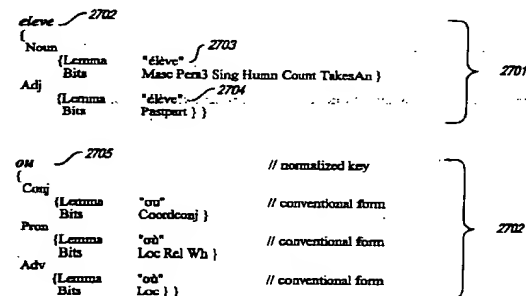 eleve 2702
{
Noun
{Lemma "élève" 2703
Bits Masc Pers3 Sing Humn Count TakesAn }
Adj
{Lemma "élève" 2704
Bits Pastpart } }
2701
ou 2705 // normalized key
{
Conj
{Lemma "ou" // conventional form
Bits Coordconj }
Pron
{Lemma "où" // conventional form
Bits Loc Rel Wh }
Adv
{Lemma "où" // conventional form
Bits Loc } }
2702